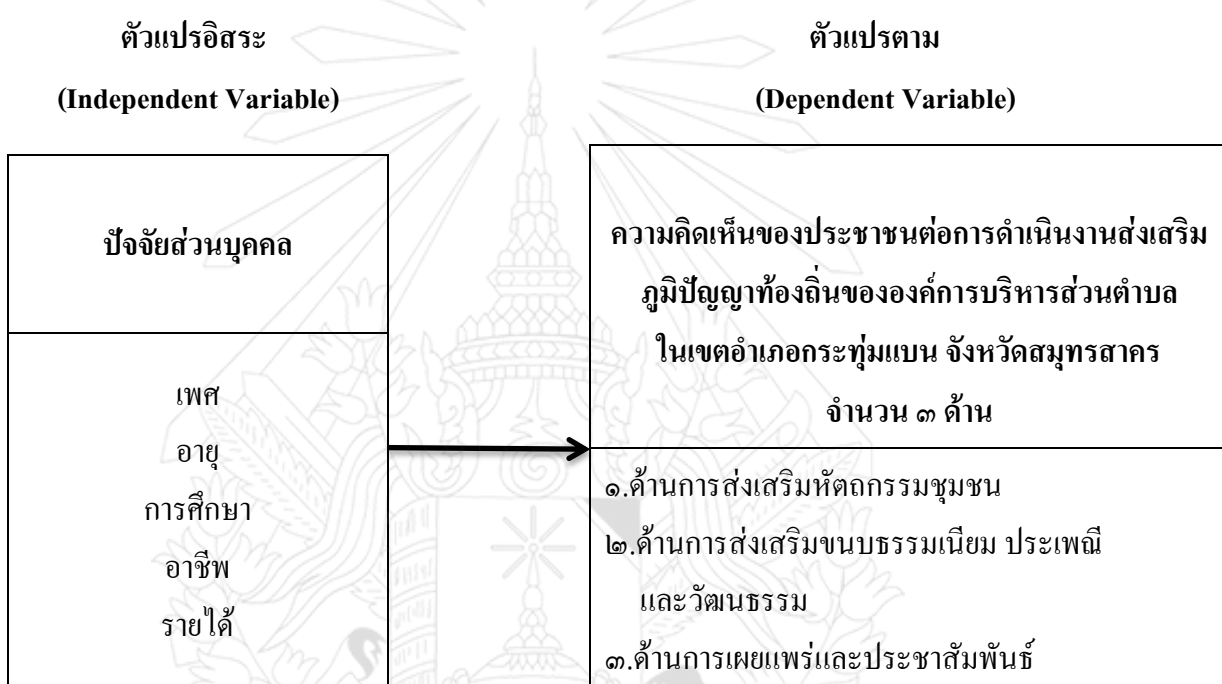 ตัวแปรอิสระ
(Independent Variable)
ปัจจัยส่วนบุคคล
เพศ
อายุ
การศึกษา
อาชีพ
รายได้
ตัวแปรตาม
(Dependent Variable)
ความคิดเห็นของประชาชนต่อการดำเนินงานส่งเสริม
ภูมิปัญญาท้องถิ่นขององค์การบริหารส่วนตำบล
ในเขตอำเภอกระทุ่มแบน จังหวัดสมุทรสาคร
จำนวน ๓ ด้าน
๑.ด้านการส่งเสริมหัตถกรรมชุมชน
๒.ด้านการส่งเสริมขนบธรรมเนียม ประเพณี
และวัฒนธรรม
๓.ด้านการเผยแพร่และประชาสัมพันธ์